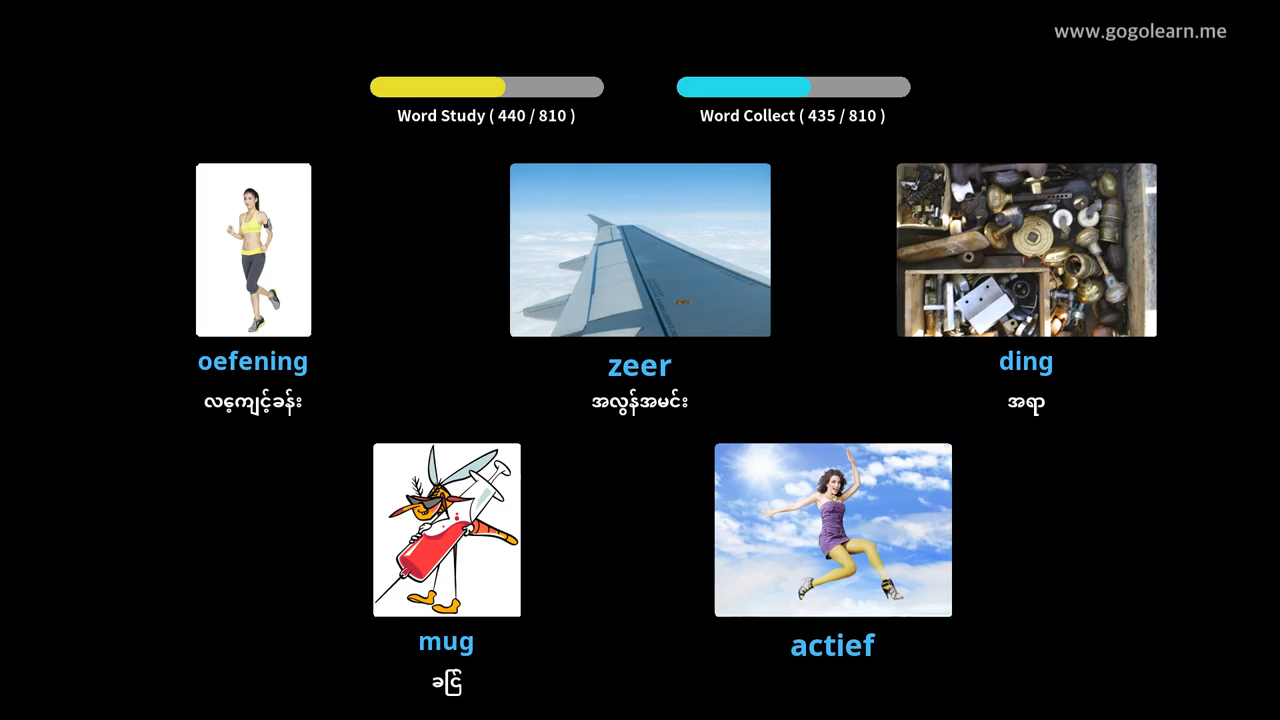 www.gogolearn.me
Word Study ( 440 / 810 )
Word Collect ( 435 / 810 )
oefening
zeer
ding
လေ့ကျင့်ခန်း
အလွန်အမင်း
အရာ
mug
actief
ခြင်